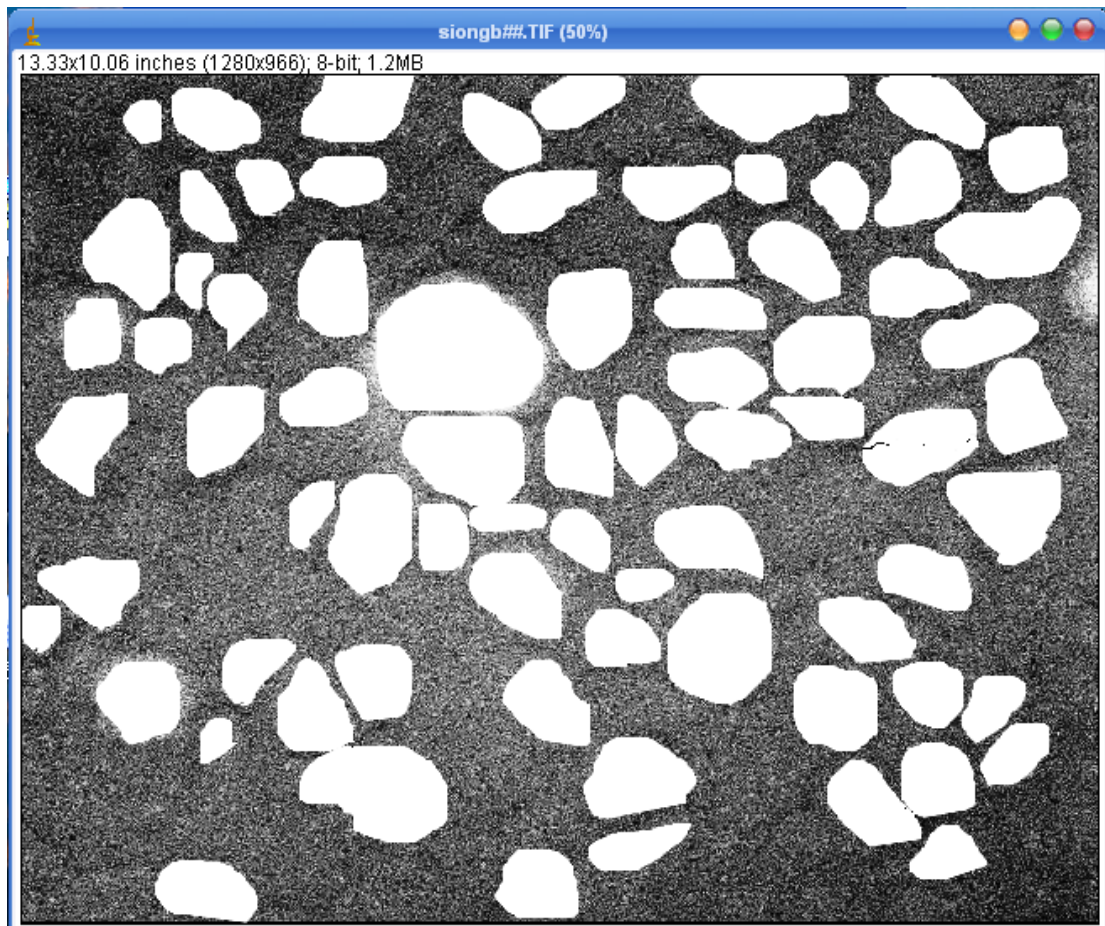 siongb##.TIF (50%)
13.33x10.06 inches (1280x966); 8-bit; 1.2MB